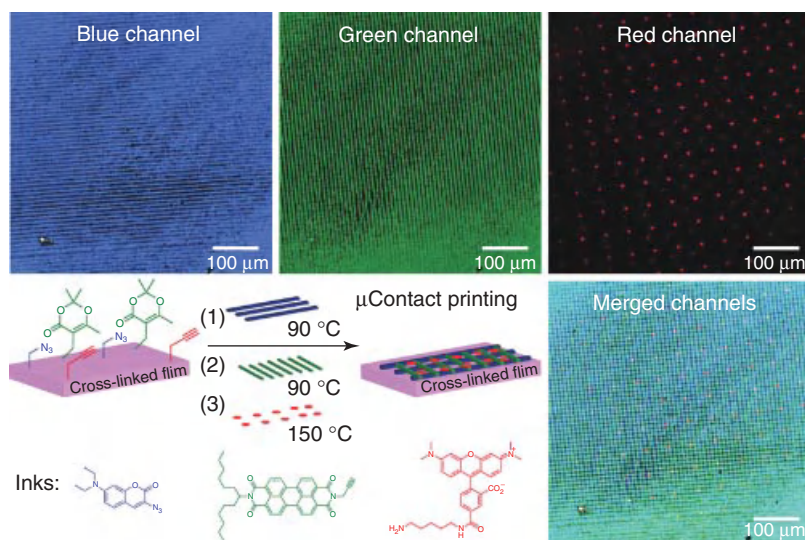 Blue channel
Green channel
Red channel
100 μm
100 μm
100 μm
(1)
90 °C
(2)
90 °C
(3)
150 °C
μContact printing
Merged channels
O
O
O
O
O
O
N₃
N₃
Cross-linked flim
Cross-linked film
Inks:
N
O
O
N₃
O
O
N
N
O
O
N
O
N⁺
CO₂⁻
H₂N
N
H
O
100 μm